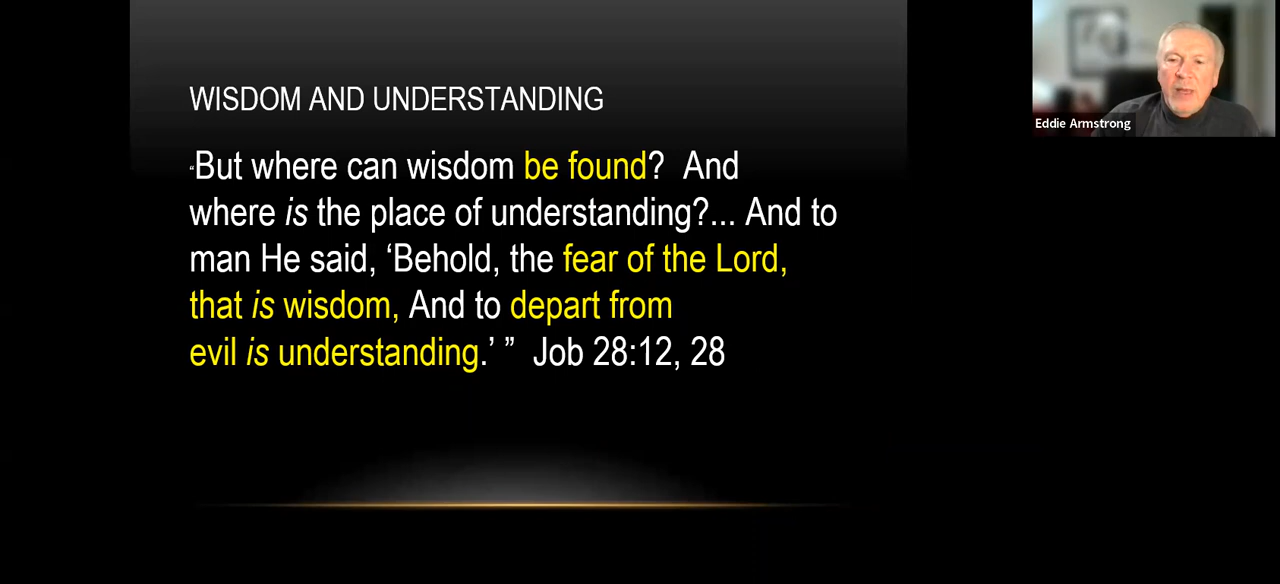 WISDOM AND UNDERSTANDING
“But where can wisdom be found?  And
where is the place of understanding?... And to
man He said, ‘Behold, the fear of the Lord,
that is wisdom, And to depart from
evil is understanding.’ ”  Job 28:12, 28
Eddie Armstrong